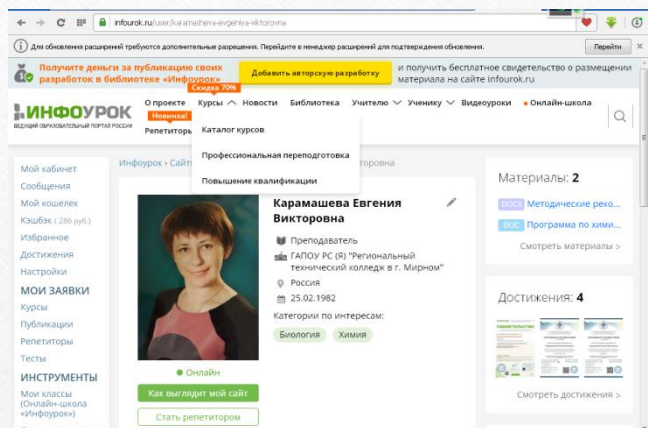 infourok.ru/user/karamasheva-evgeniya-viktorovna
Для обновления расширений требуются дополнительные разрешения. Перейдите в менеджер расширений для подтверждения обновления.
Перейти
Получите деньги за публикацию своих
разработок в библиотеке «Инфоурок»
Добавить авторскую разработку
и получить бесплатное свидетельство о размещении
материала на сайте infourok.ru
Скидка 70%
ИНФОУРОК
ВЕДУЩИЙ ОБРАЗОВАТЕЛЬНЫЙ ПОРТАЛ РОССИИ
О проекте Курсы Новости Библиотека Учителю Ученику Видеоуроки Онлайн-школа
Новинка!
Репетиторы
Каталог курсов
Профессиональная переподготовка
Повышение квалификации
Мой кабинет
Сообщения
Мой кошелек
Кэшбэк ( 286 руб.)
Избранное
Достижения
Настройки
МОИ ЗАЯВКИ
Курсы
Публикации
Репетиторы
Тесты
ИНСТРУМЕНТЫ
Мои классы
(Онлайн-школа
«Инфоурок»)
Инфоурок › Сайты
торовна
Карамашева Евгения
Викторовна
Преподаватель
ГАПОУ РС (Я) "Региональный
технический колледж в г. Мирном"
Россия
25.02.1982
Категории по интересам:
Биология Химия
Онлайн
Как выглядит мой сайт
Стать репетитором
Материалы: 2
DOCX Методические реко...
DOC Программа по хими...
Смотреть материалы >
Достижения: 4
Смотреть достижения >